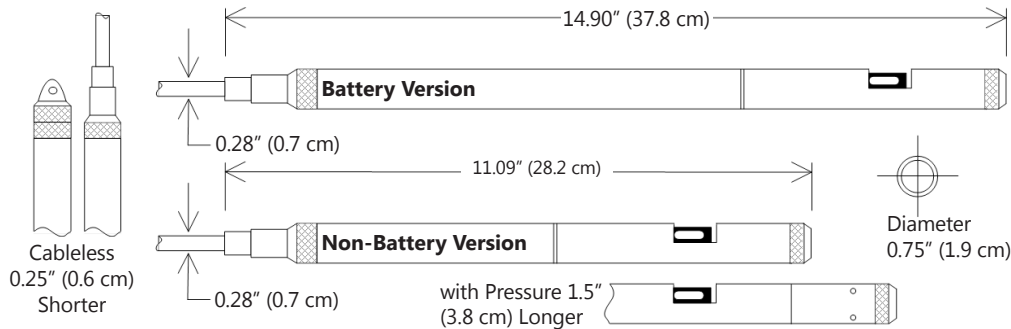 14.90” (37.8 cm)
Battery Version
0.28” (0.7 cm)
11.09” (28.2 cm)
Non-Battery Version
0.28” (0.7 cm)
Cableless
0.25” (0.6 cm)
Shorter
Diameter
0.75” (1.9 cm)
with Pressure 1.5”
(3.8 cm) Longer